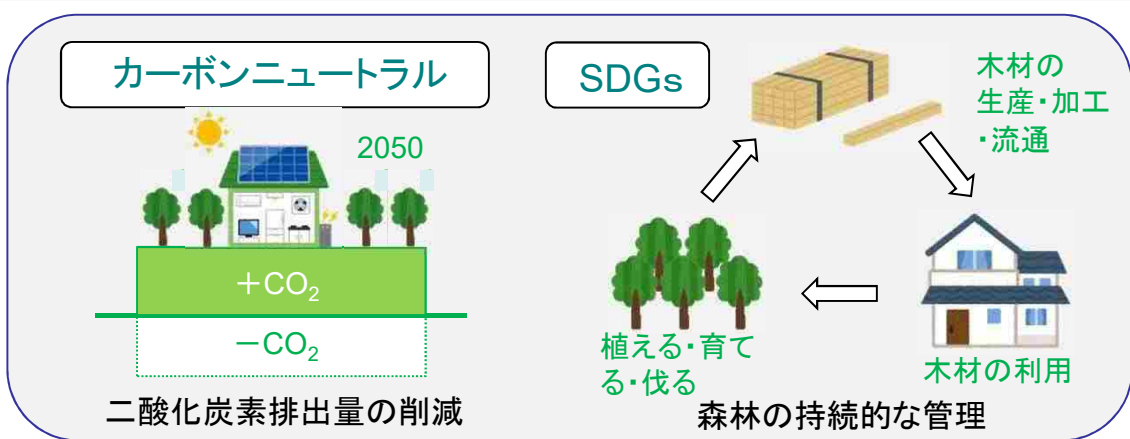 カーボンニュートラル
2050
+CO₂
−CO₂
二酸化炭素排出量の削減
SDGs
木材の
生産・加工
・流通
植える・育て
る・伐る
木材の利用
森林の持続的な管理